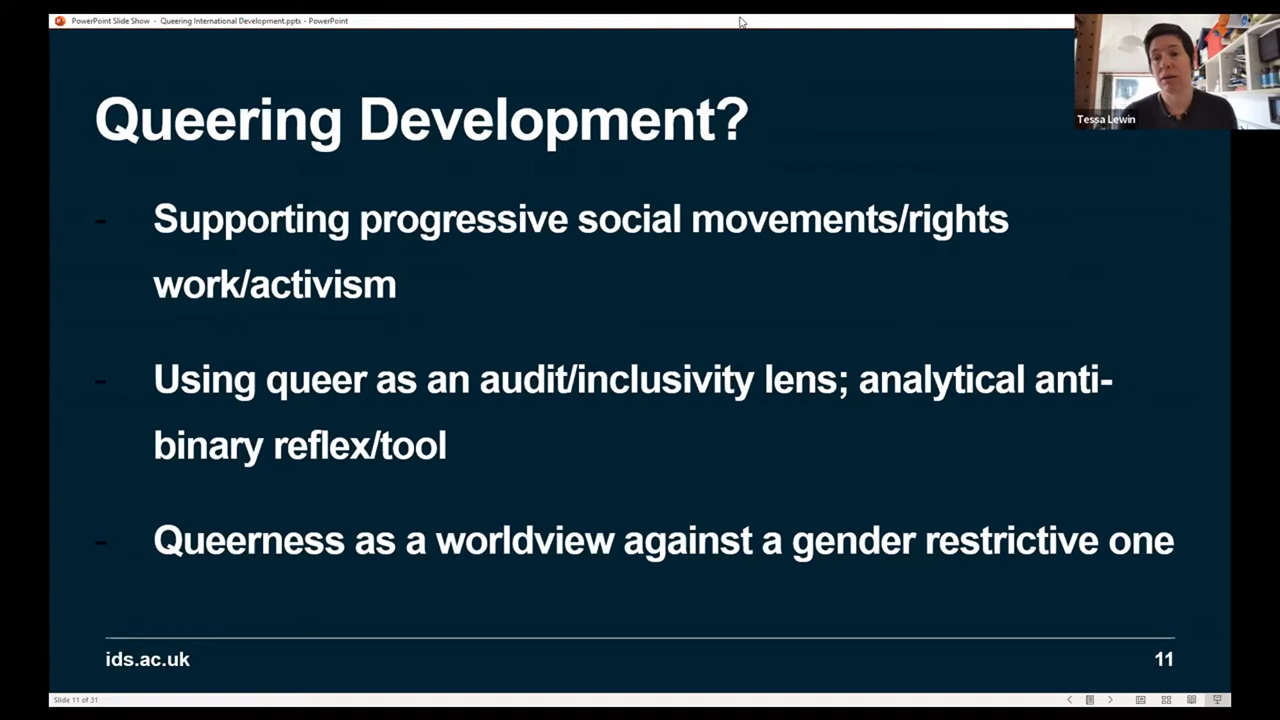 PowerPoint Slide Show - Queering International Development.pptx - PowerPoint
Tessa Lewin
Queering Development?
- Supporting progressive social movements/rights
work/activism
- Using queer as an audit/inclusivity lens; analytical anti-
binary reflex/tool
- Queerness as a worldview against a gender restrictive one
ids.ac.uk
11
Slide 11 of 31